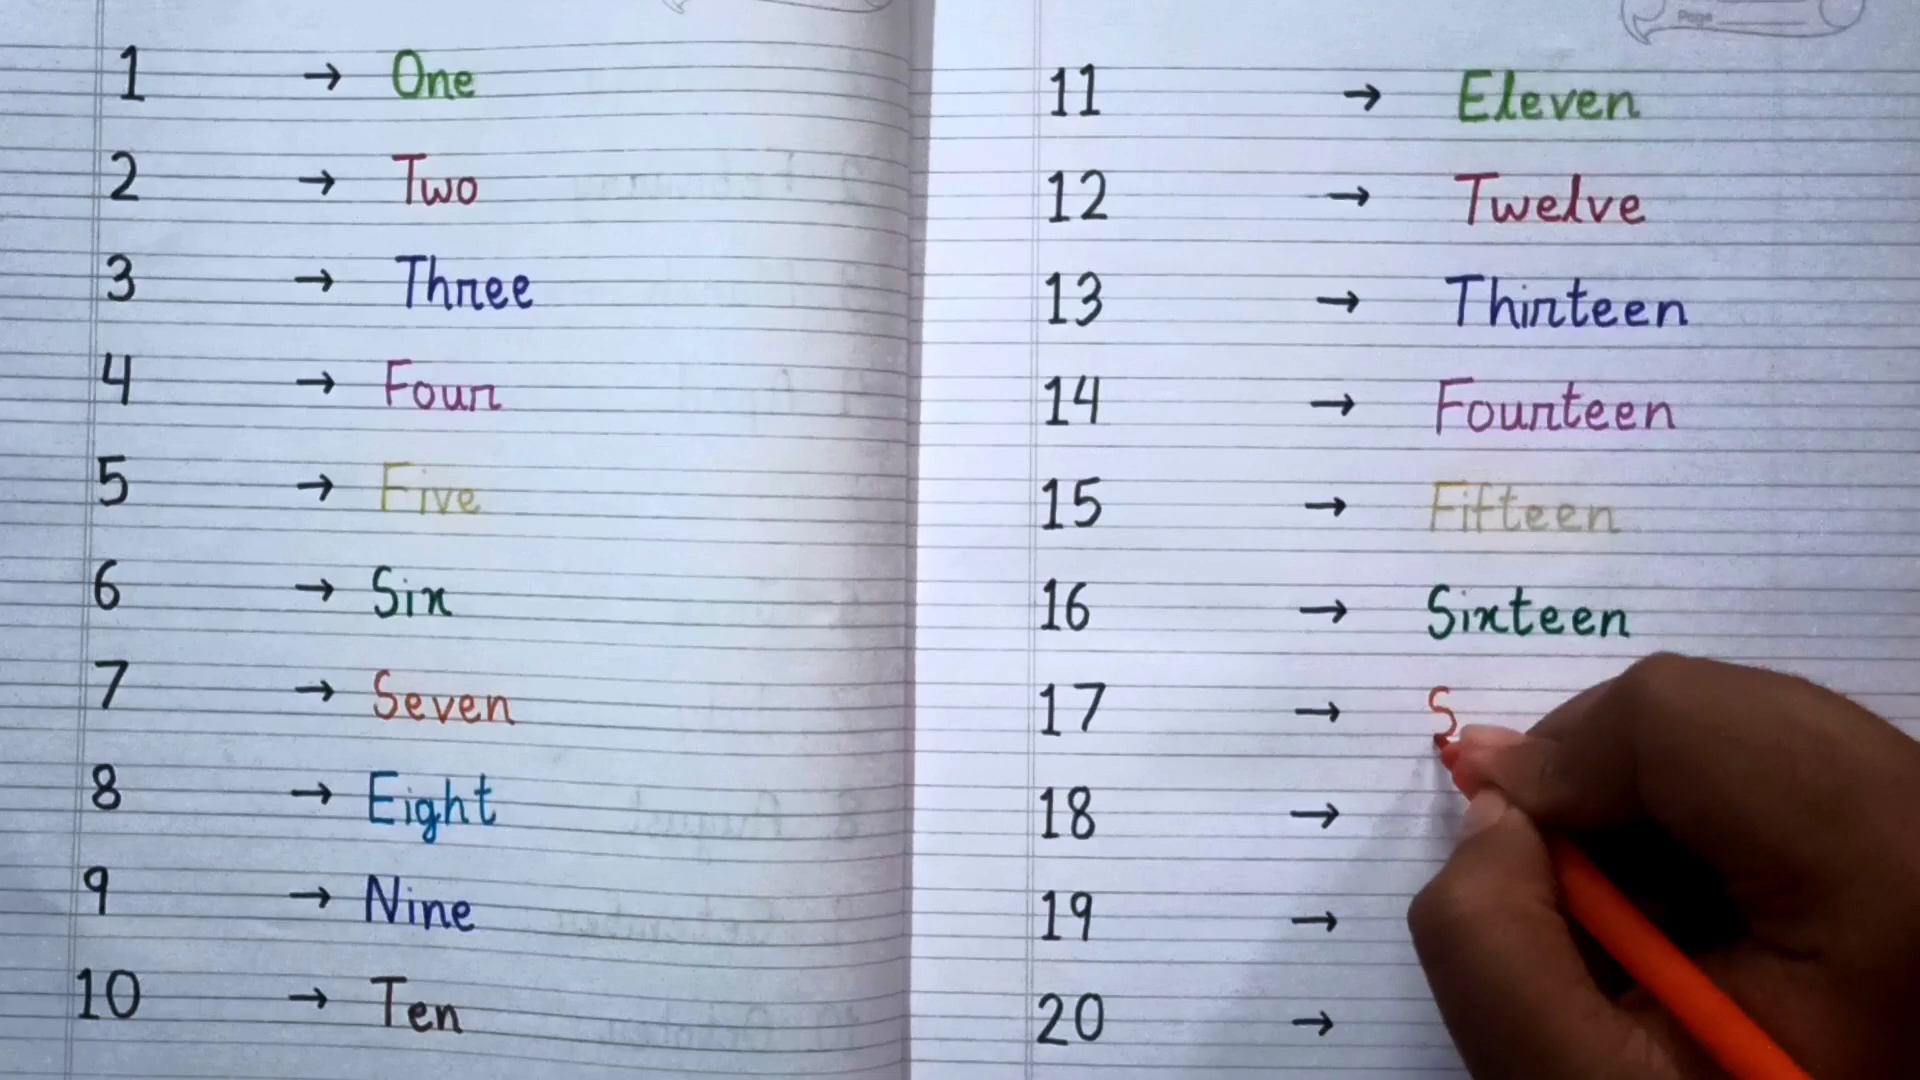 1 → One
2 → Two
3 → Three
4 → Four
5 → Five
6 → Six
7 → Seven
8 → Eight
9 → Nine
10 → Ten
Page
11 → Eleven
12 → Twelve
13 → Thirteen
14 → Fourteen
15 → Fifteen
16 → Sixteen
17 → S
18 →
19 →
20 →